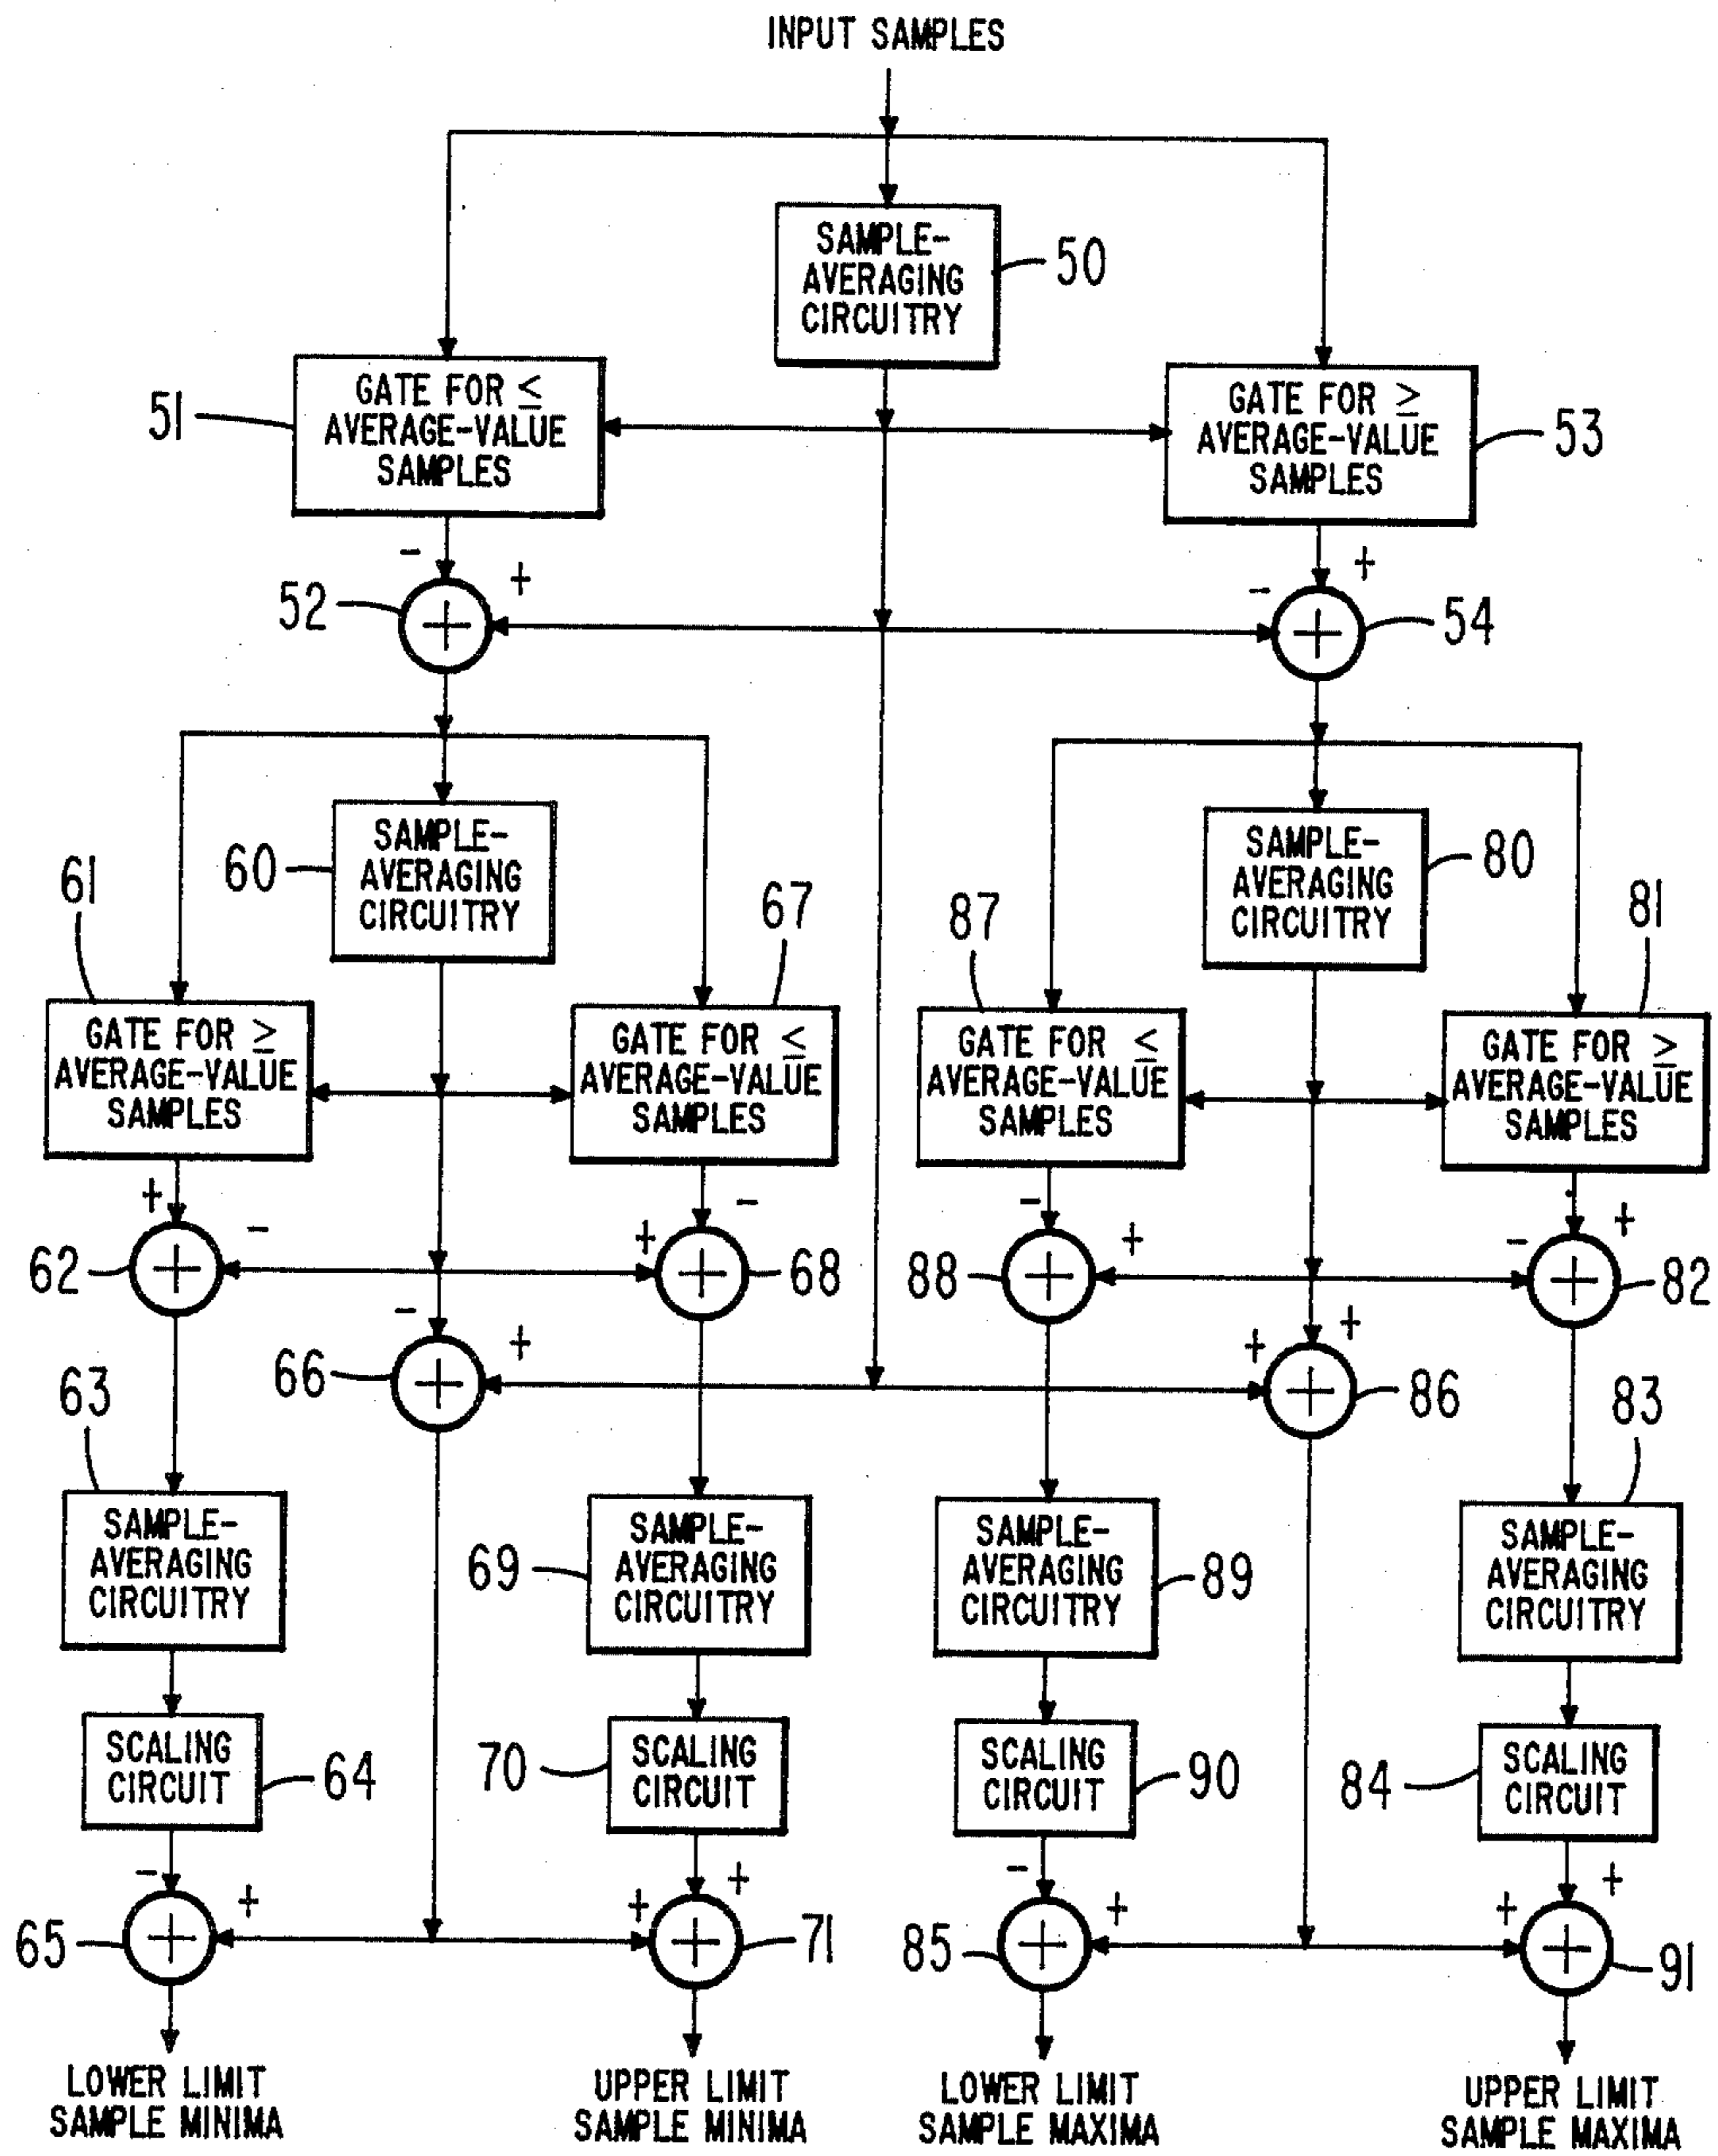 INPUT SAMPLES
SAMPLE-
AVERAGING
CIRCUITRY
50
GATE FOR ≤
AVERAGE-VALUE
SAMPLES
51
GATE FOR ≥
AVERAGE-VALUE
SAMPLES
53
-
+
52
+
-
54
SAMPLE-
AVERAGING
CIRCUITRY
60
SAMPLE-
AVERAGING
CIRCUITRY
80
61
67
87
81
GATE FOR ≥
AVERAGE-VALUE
SAMPLES
GATE FOR ≤
AVERAGE-VALUE
SAMPLES
GATE FOR ≤
AVERAGE-VALUE
SAMPLES
GATE FOR ≥
AVERAGE-VALUE
SAMPLES
+
-
62
+
-
68
-
+
88
-
+
82
-
+
66
+
+
86
63
83
SAMPLE-
AVERAGING
CIRCUITRY
69
SAMPLE-
AVERAGING
CIRCUITRY
SAMPLE-
AVERAGING
CIRCUITRY
89
SAMPLE-
AVERAGING
CIRCUITRY
SCALING
CIRCUIT
64
70
SCALING
CIRCUIT
SCALING
CIRCUIT
90
84
SCALING
CIRCUIT
-
+
65
+
+
71
-
+
85
+
+
91
LOWER LIMIT
SAMPLE MINIMA
UPPER LIMIT
SAMPLE MINIMA
LOWER LIMIT
SAMPLE MAXIMA
UPPER LIMIT
SAMPLE MAXIMA